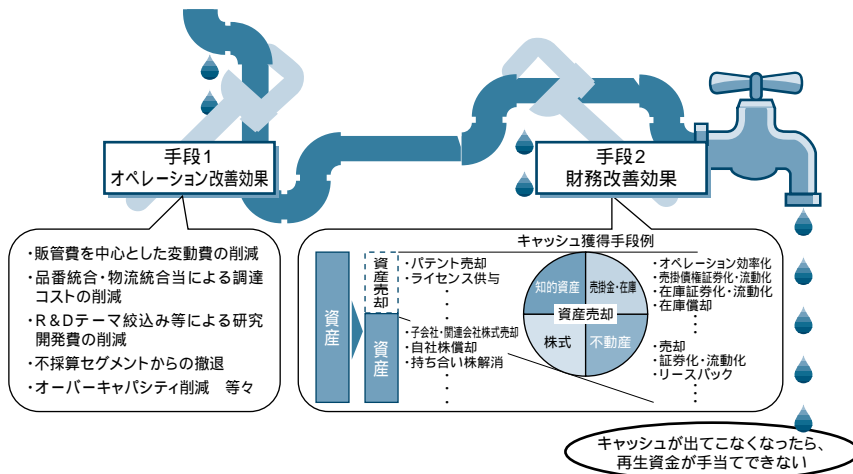 手段1
オペレーション改善効果
・販管費を中心とした変動費の削減
・品番統合・物流統合当による調達
コストの削減
・R&Dテーマ絞込み等による研究
開発費の削減
・不採算セグメントからの撤退
・オーバーキャパシティ削減　等々
手段2
財務改善効果
キャッシュ獲得手段例
資産
資産売却
資産
・パテント売却
・ライセンス供与
・
・
・
・子会社・関連会社株式売却
・自社株償却
・持ち合い株解消
・
・
・
知的資産
売掛金・在庫
資産売却
株式
不動産
・オペレーション効率化
・売掛債権証券化・流動化
・在庫証券化・流動化
・在庫償却
・
・
・
・売却
・証券化・流動化
・リースバック
・
・
・
キャッシュが出てこなくなったら、
再生資金が手当てできない